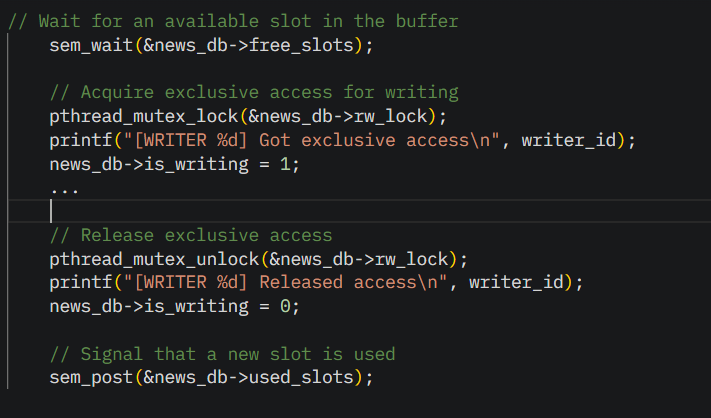 // Wait for an available slot in the buffer
sem_wait(&news_db->free_slots);
// Acquire exclusive access for writing
pthread_mutex_lock(&news_db->rw_lock);
printf("[WRITER %d] Got exclusive access\n", writer_id);
news_db->is_writing = 1;
...
// Release exclusive access
pthread_mutex_unlock(&news_db->rw_lock);
printf("[WRITER %d] Released access\n", writer_id);
news_db->is_writing = 0;
// Signal that a new slot is used
sem_post(&news_db->used_slots);